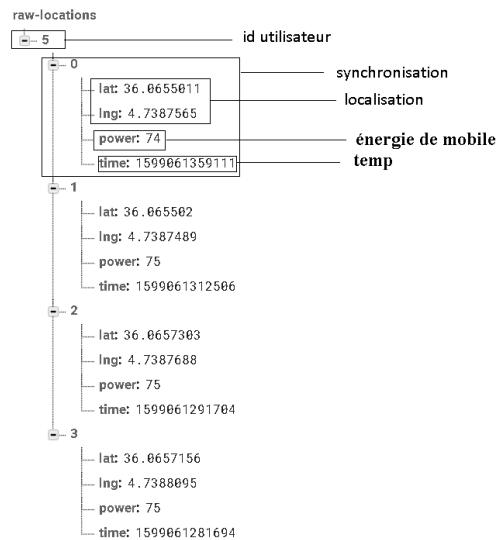 raw-locations
5 id utilisateur
0
synchronisation
lat: 36.0655011
localisation
lng: 4.7387565
power: 74 énergie de mobile
time: 1599061359111 temp
1
lat: 36.065502
lng: 4.7387489
power: 75
time: 1599061312506
2
lat: 36.0657303
lng: 4.7387688
power: 75
time: 1599061291704
3
lat: 36.0657156
lng: 4.7388095
power: 75
time: 1599061281694